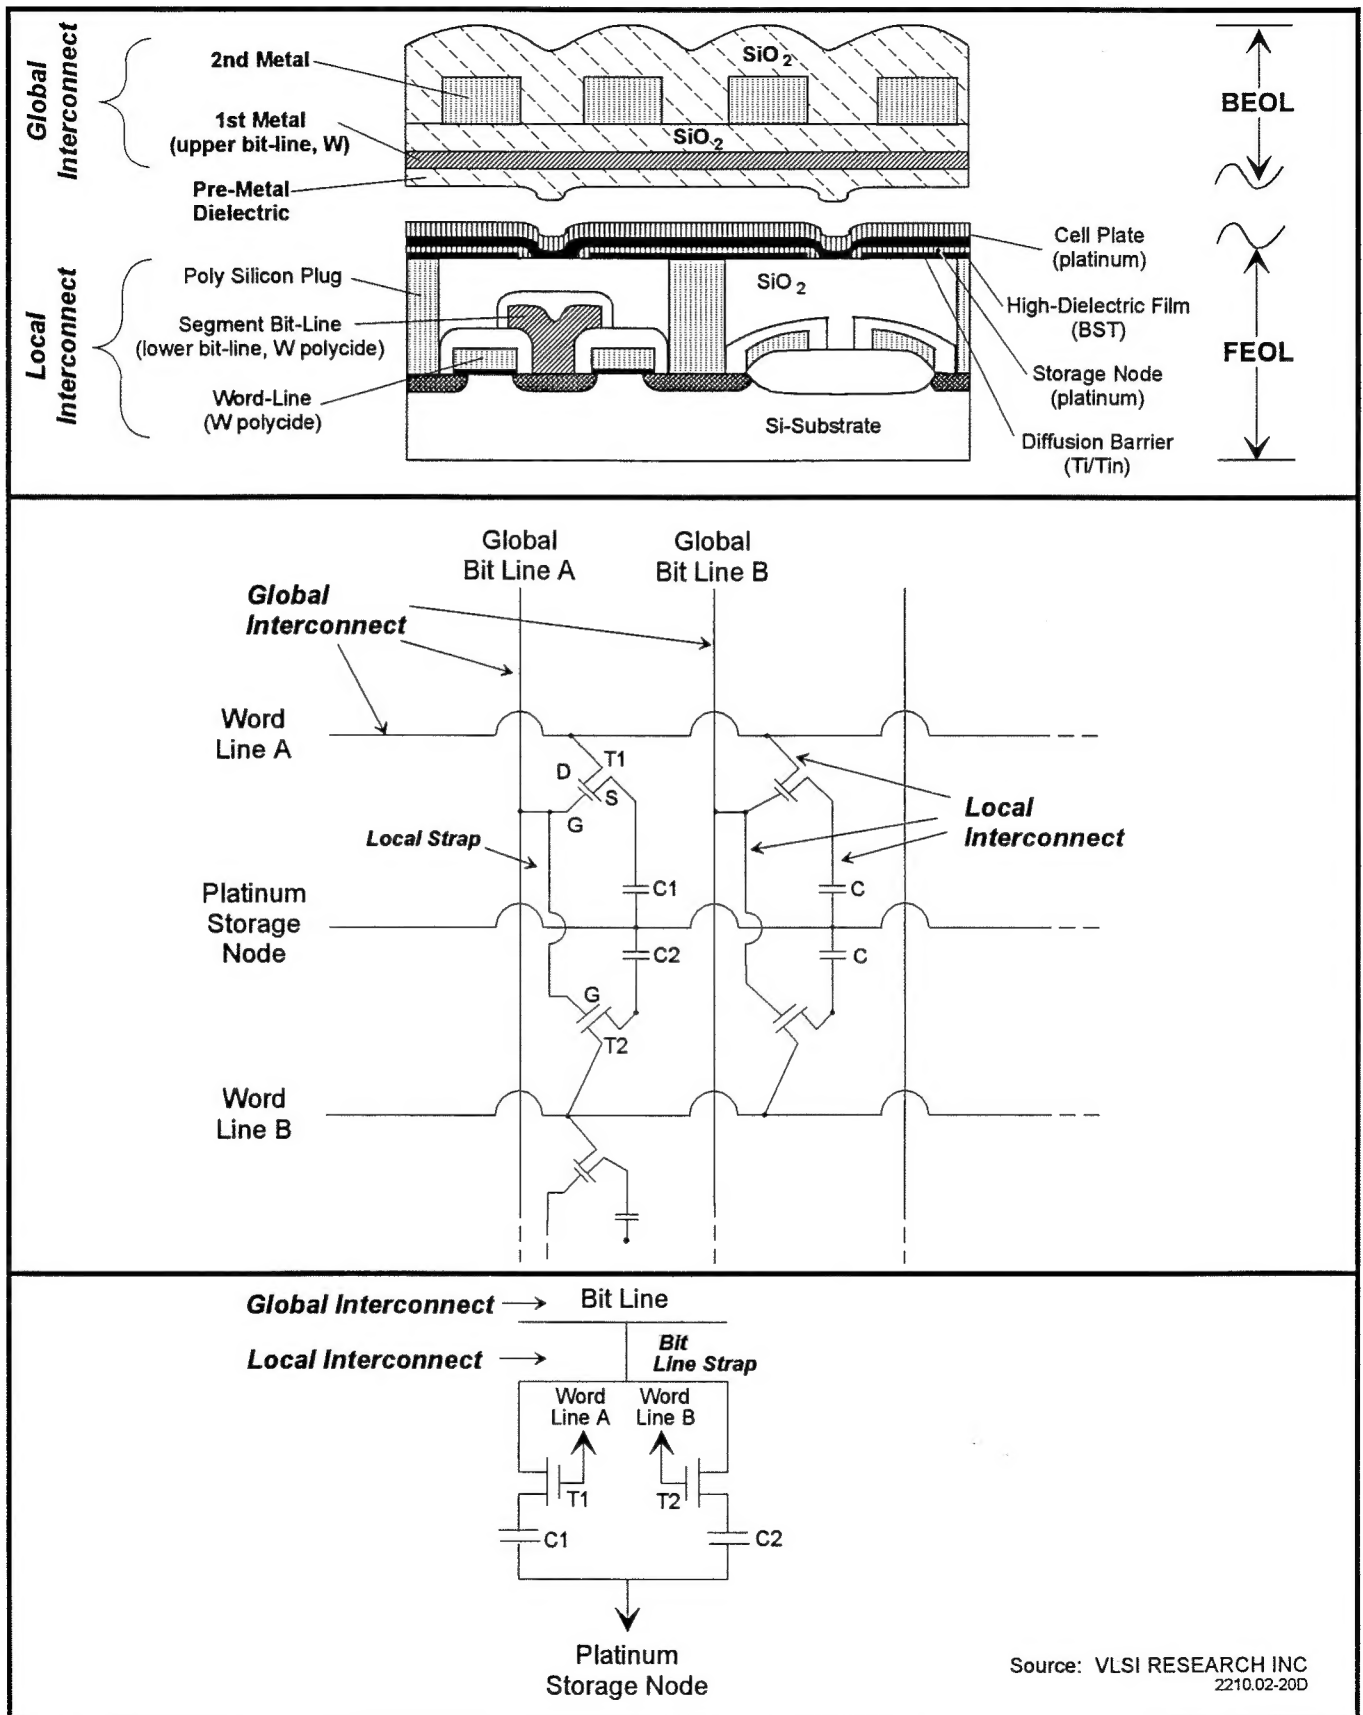 Global
Interconnect
2nd Metal
1st Metal
(upper bit-line, W)
Pre-Metal
Dielectric
SiO2
SiO2
BEOL
Local
Interconnect
Poly Silicon Plug
Segment Bit-Line
(lower bit-line, W polycide)
Word-Line
(W polycide)
SiO2
Si-Substrate
Cell Plate
(platinum)
High-Dielectric Film
(BST)
Storage Node
(platinum)
Diffusion Barrier
(Ti/Tin)
FEOL
Global
Bit Line A
Global
Bit Line B
Global
Interconnect
Word
Line A
T1
D
S
G
Local
Interconnect
Local Strap
Platinum
Storage
Node
C1
C
C2
C
G
T2
Word
Line B
Global Interconnect
Bit Line
Local Interconnect
Bit
Line Strap
Word
Line A
Word
Line B
T1
T2
C1
C2
Platinum
Storage Node
Source: VLSI RESEARCH INC
2210.02-20D